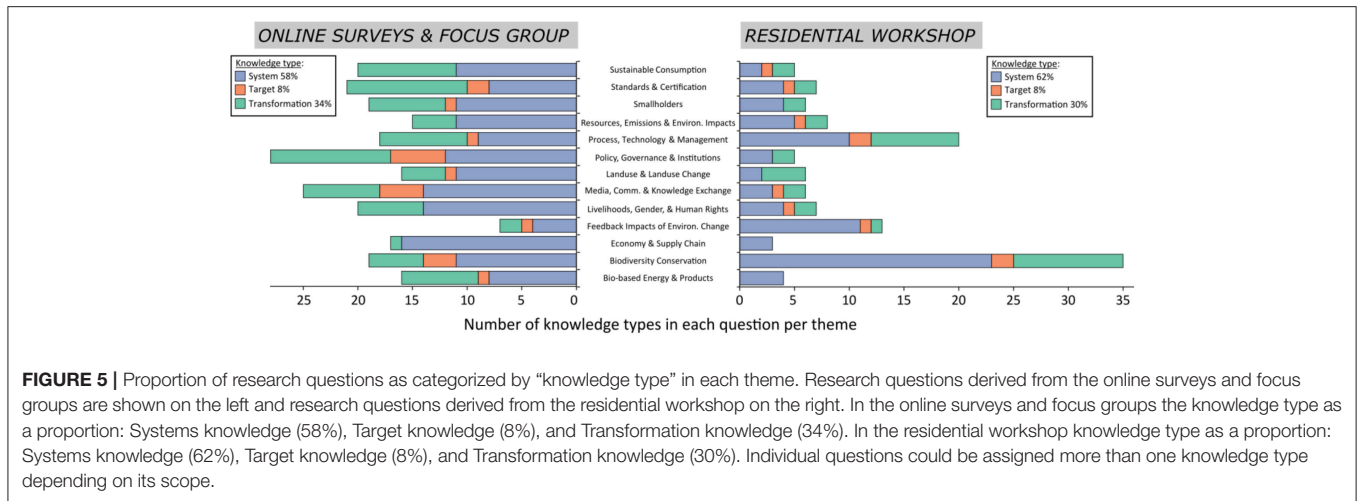 ONLINE SURVEYS & FOCUS GROUP
RESIDENTIAL WORKSHOP
Knowledge type:
System 58%
Target 8%
Transformation 34%
Knowledge type:
System 62%
Target 8%
Transformation 30%
Sustainable Consumption
Standards & Certification
Smallholders
Resources, Emissions & Environ. Impacts
Process, Technology & Management
Policy, Governance & Institutions
Landuse & Landuse Change
Media, Comm. & Knowledge Exchange
Livelihoods, Gender, & Human Rights
Feedback Impacts of Environ. Change
Economy & Supply Chain
Biodiversity Conservation
Bio-based Energy & Products
25 20 15 10 5 0
0 5 10 15 20 25 30 35
Number of knowledge types in each question per theme
FIGURE 5 | Proportion of research questions as categorized by “knowledge type” in each theme. Research questions derived from the online surveys and focus
groups are shown on the left and research questions derived from the residential workshop on the right. In the online surveys and focus groups the knowledge type as
a proportion: Systems knowledge (58%), Target knowledge (8%), and Transformation knowledge (34%). In the residential workshop knowledge type as a proportion:
Systems knowledge (62%), Target knowledge (8%), and Transformation knowledge (30%). Individual questions could be assigned more than one knowledge type
depending on its scope.